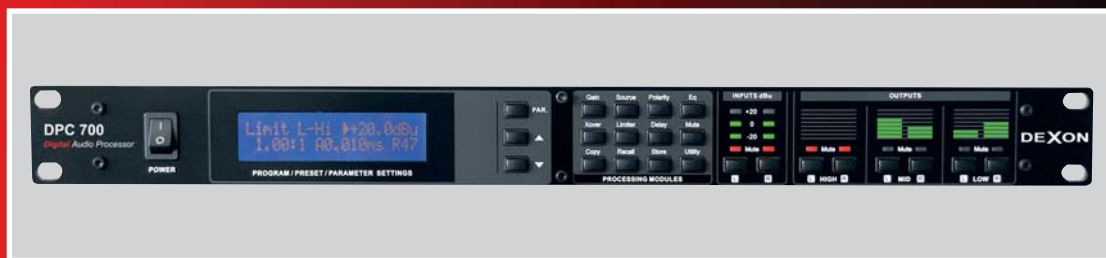 DPC 700
Digital Audio Processor
POWER
Limit L-Hi +20.0dBu
1.00:1 A0.010ms R47
PROGRAM / PRESET / PARAMETER SETTINGS
PAR.
Gain Source Polarity Eq
Xover Limiter Delay Mute
Copy Recall Store Utility
PROCESSING MODULES
INPUTS dBu
+20
0
-20
Mute
L R
OUTPUTS
Mute Mute Mute
L HIGH R L MID R L LOW R
DEXON